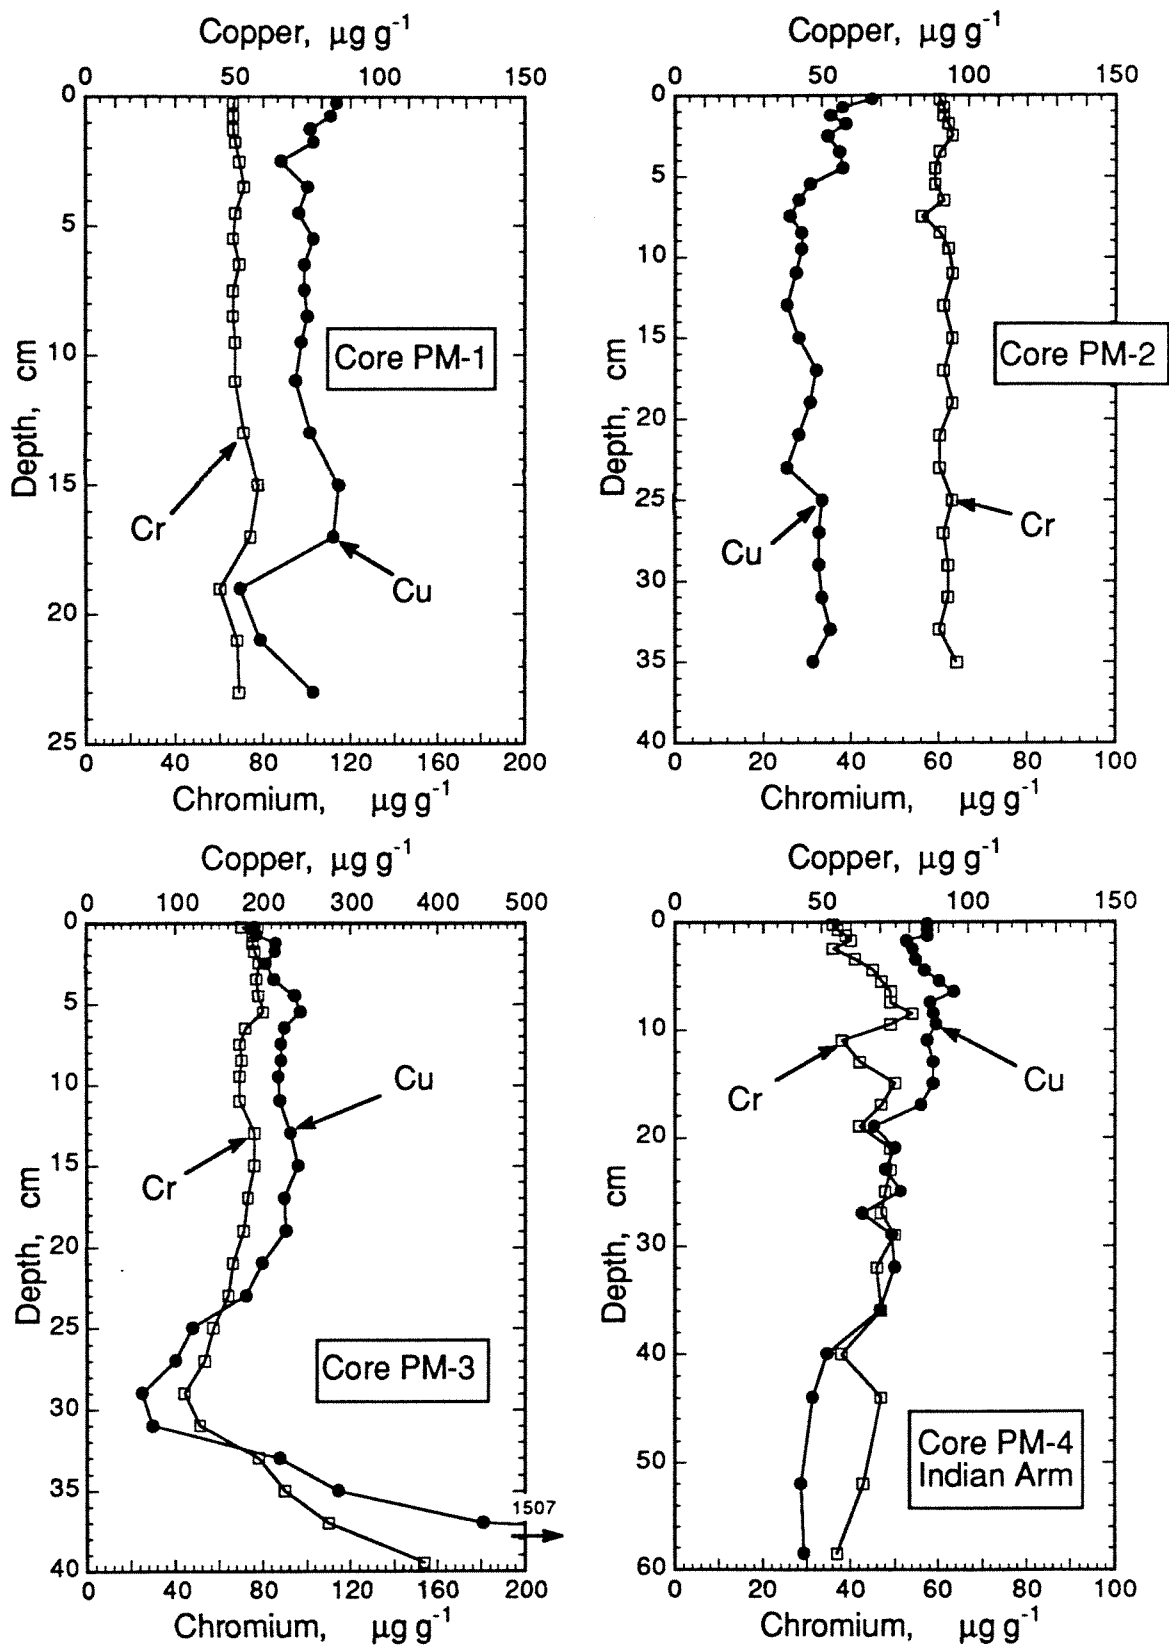 Copper, μg g⁻¹
0 50 100 150
0
5
10
15
20
25
Depth, cm
Core PM-1
Cr
Cu
0 40 80 120 160 200
Chromium, μg g⁻¹
Copper, μg g⁻¹
0 50 100 150
0
5
10
15
20
25
30
35
40
Depth, cm
Core PM-2
Cu
Cr
0 20 40 60 80 100
Chromium, μg g⁻¹
Copper, μg g⁻¹
0 100 200 300 400 500
0
5
10
15
20
25
30
35
40
Depth, cm
Cu
Cr
Core PM-3
1507
0 40 80 120 160 200
Chromium, μg g⁻¹
Copper, μg g⁻¹
0 50 100 150
0
10
20
30
40
50
60
Depth, cm
Cr
Cu
Core PM-4
Indian Arm
0 20 40 60 80 100
Chromium, μg g⁻¹